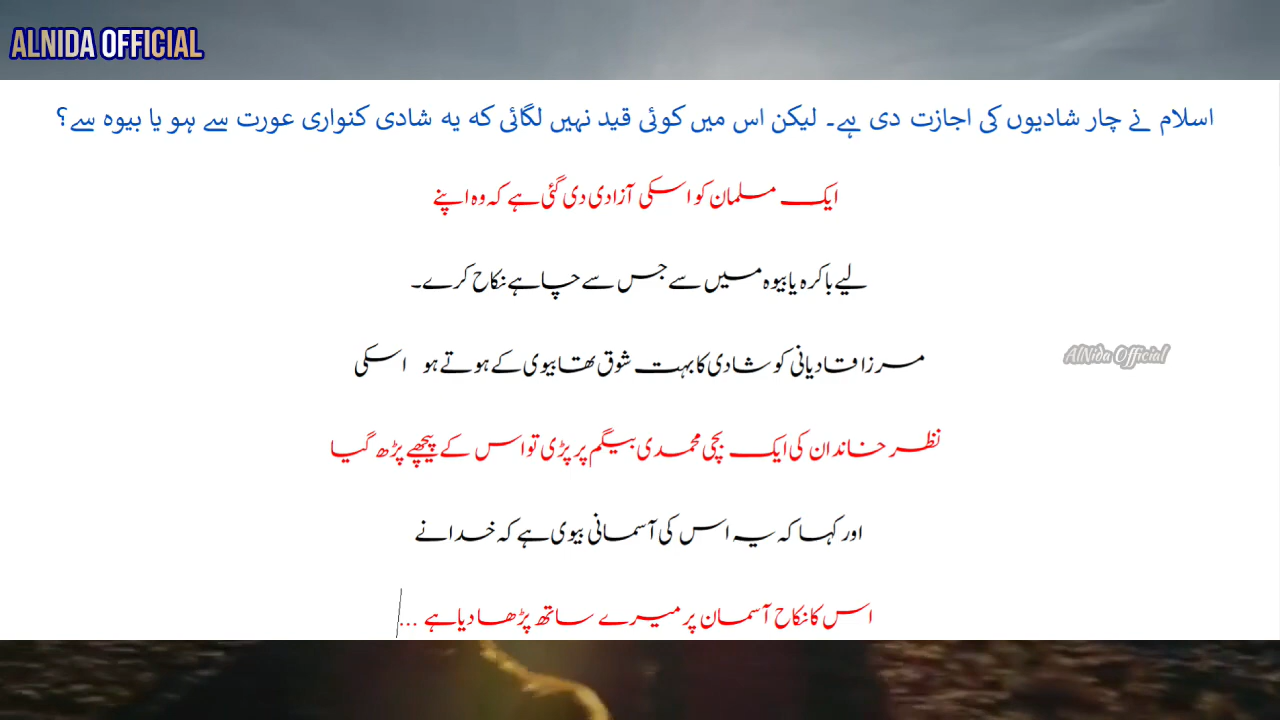 ALNIDA OFFICIAL
اسلام نے چار شادیوں کی اجازت دی ہے۔ لیکن اس میں کوئی قید نہیں لگائی کہ یہ شادی کنواری عورت سے ہو یا بیوہ سے؟
ایک مسلمان کو اسکی آزادی دی گئی ہے کہ وہ اپنے
لیے باکرہ یا بیوہ میں سے جس سے چاہے نکاح کرے۔
مرزا قادیانی کو شادی کا بہت شوق تھا بیوی کے ہوتے ہو اسکی
AlNida Official
نظر خاندان کی ایک بچی محمدی بیگم پر پڑی تو اس کے پیچھے پڑھ گیا
اور کہا کہ یہ اس کی آسمانی بیوی ہے کہ خدا نے
اس کا نکاح آسمان پر میرے ساتھ پڑھا دیا ہے ...